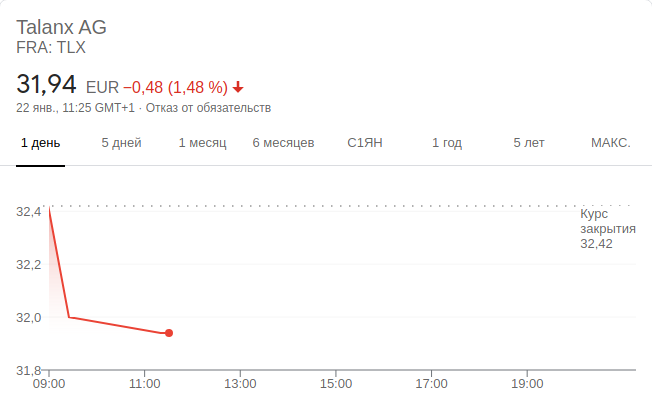 Talanx AG
FRA: TLX
31,94 EUR −0,48 (1,48 %)
22 янв., 11:25 GMT+1 · Отказ от обязательств
1 день 5 дней 1 месяц 6 месяцев С1ЯН 1 год 5 лет МАКС.
32,4
Курс
закрытия
32,42
32,2
32,0
31,8
09:00 11:00 13:00 15:00 17:00 19:00